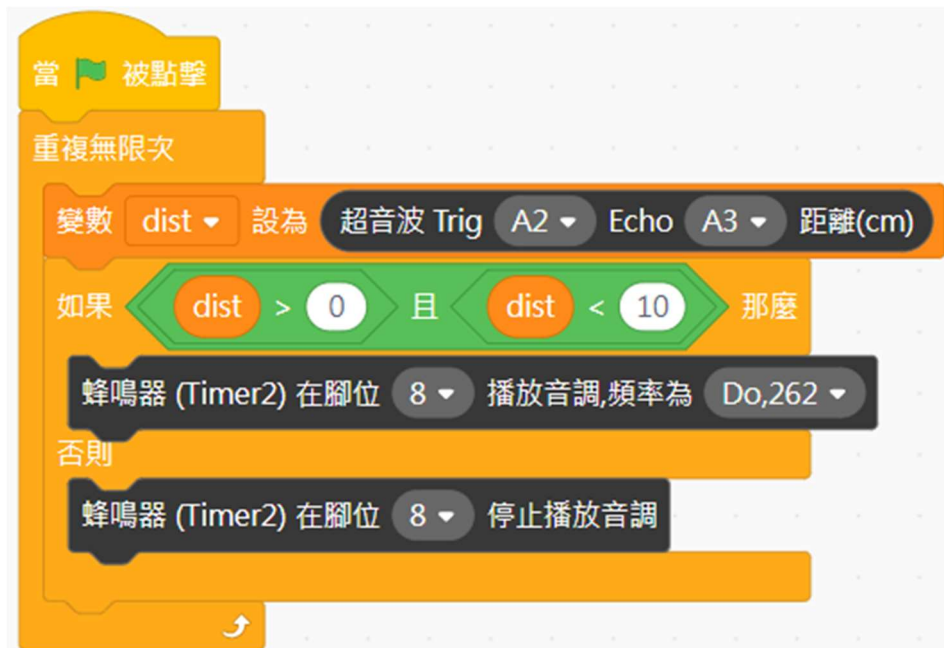 當 被點擊
重複無限次
變數 dist 設為 超音波 Trig A2 Echo A3 距離(cm)
如果 dist > 0 且 dist < 10 那麼
蜂鳴器 (Timer2) 在腳位 8 播放音調,頻率為 Do,262
否則
蜂鳴器 (Timer2) 在腳位 8 停止播放音調